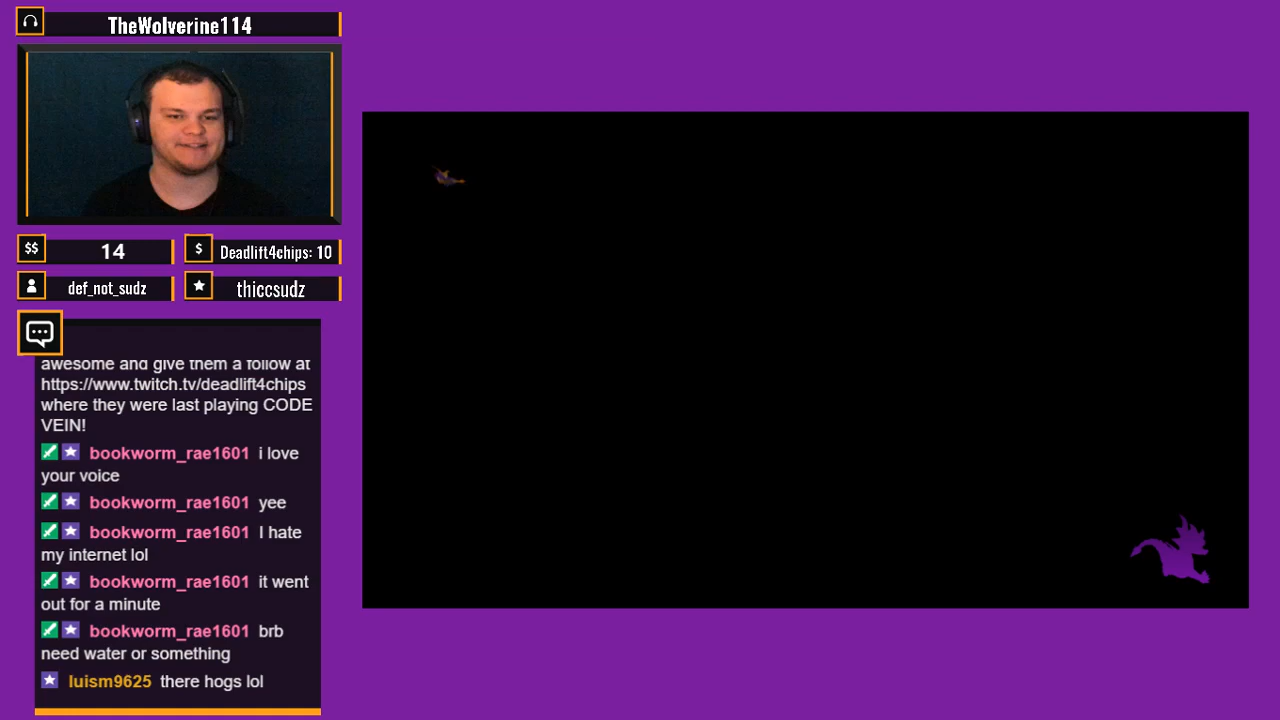 TheWolverine114
$$ 14
$ Deadlift4chips: 10
def_not_sudz
thiccsudz
awesome and give them a follow at
https://www.twitch.tv/deadlift4chips
where they were last playing CODE
VEIN!
bookworm_rae1601 i love
your voice
bookworm_rae1601 yee
bookworm_rae1601 I hate
my internet lol
bookworm_rae1601 it went
out for a minute
bookworm_rae1601 brb
need water or something
luism9625 there hogs lol